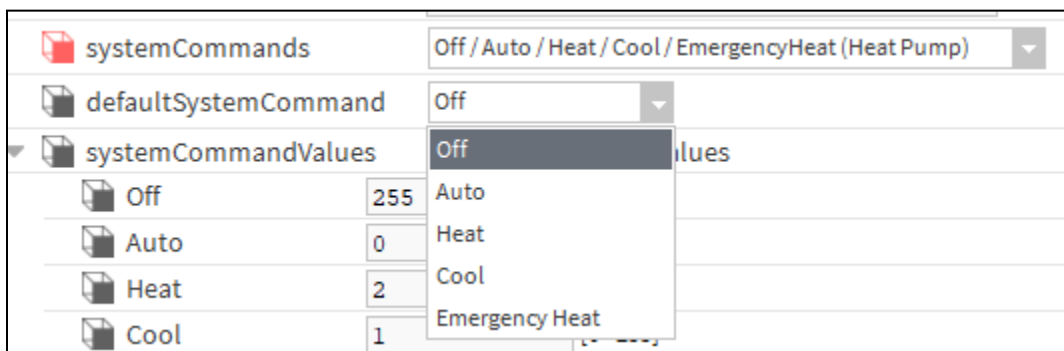 systemCommands Off / Auto / Heat / Cool / EmergencyHeat (Heat Pump)
defaultSystemCommand Off
systemCommandValues Off
Off 255 Auto
Auto 0 Heat
Heat 2 Cool
Cool 1 Emergency Heat